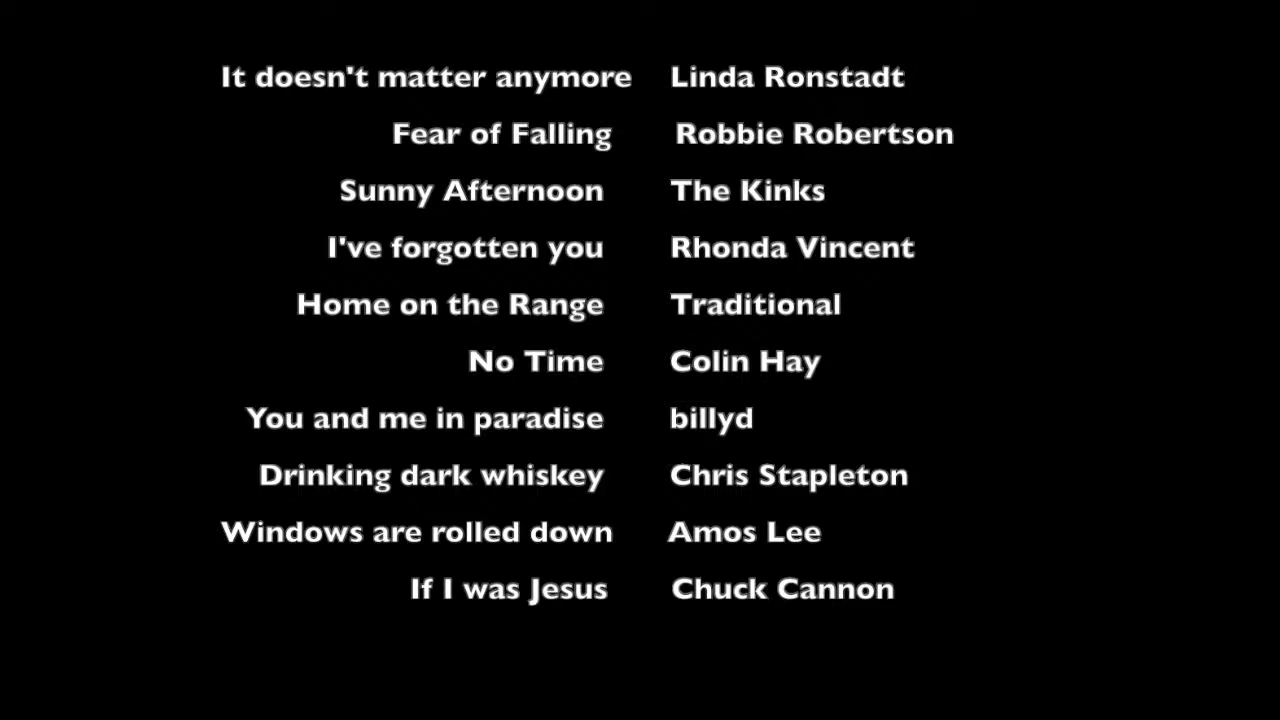 It doesn't matter anymore Linda Ronstadt
Fear of Falling Robbie Robertson
Sunny Afternoon The Kinks
I've forgotten you Rhonda Vincent
Home on the Range Traditional
No Time Colin Hay
You and me in paradise billyd
Drinking dark whiskey Chris Stapleton
Windows are rolled down Amos Lee
If I was Jesus Chuck Cannon